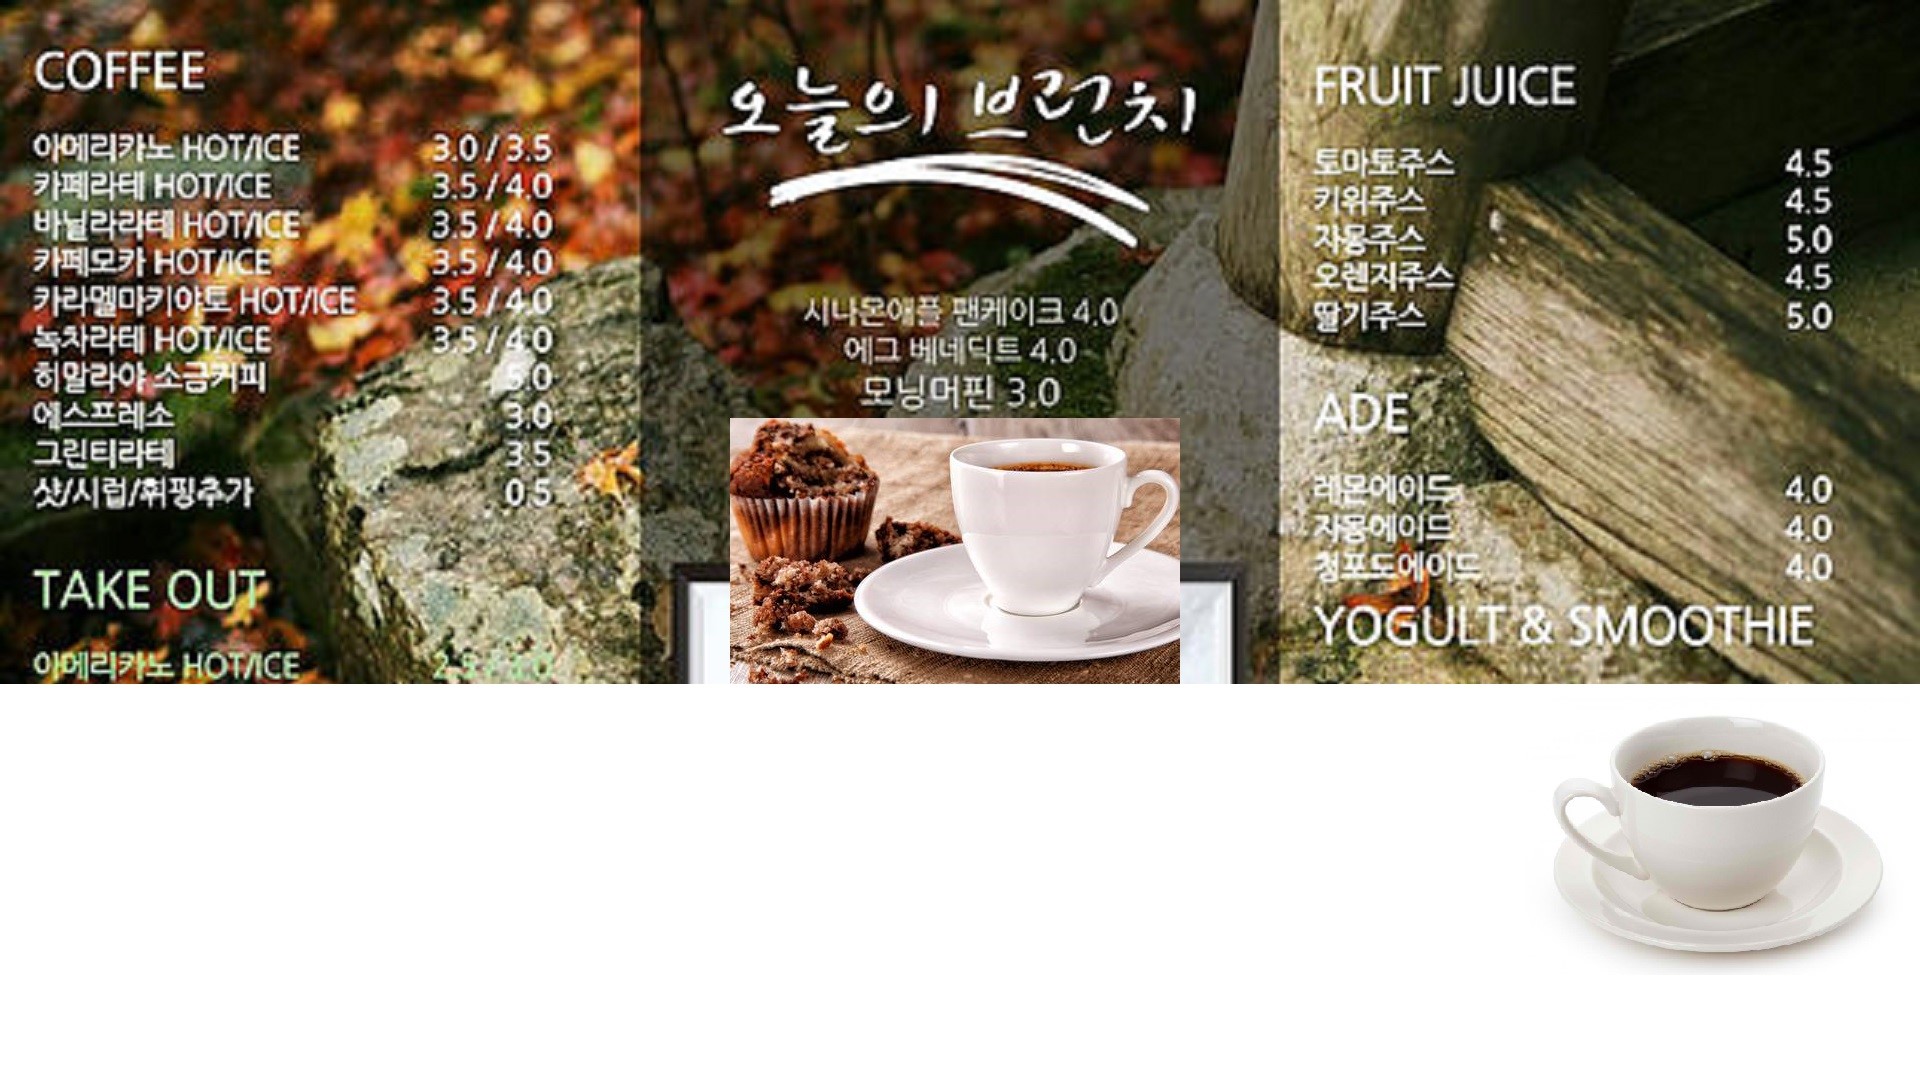 COFFEE
아메리카노 HOT/ICE 3.0 / 3.5
카페라테 HOT/ICE 3.5 / 4.0
바닐라라테 HOT/ICE 3.5 / 4.0
카페모카 HOT/ICE 3.5 / 4.0
카라멜마키야토 HOT/ICE 3.5 / 4.0
녹차라테 HOT/ICE 3.5 / 4.0
히말라야 소금커피 5.0
에스프레소 3.0
그린티라테 3.5
샷/시럽/휘핑추가 0.5
TAKE OUT
아메리카노 HOT/ICE
오늘의 브런치
시나몬애플 팬케이크 4.0
에그 베네딕트 4.0
모닝머핀 3.0
FRUIT JUICE
토마토주스 4.5
키위주스 4.5
자몽주스 5.0
오렌지주스 4.5
딸기주스 5.0
ADE
레몬에이드 4.0
자몽에이드 4.0
청포도에이드 4.0
YOGULT & SMOOTHIE